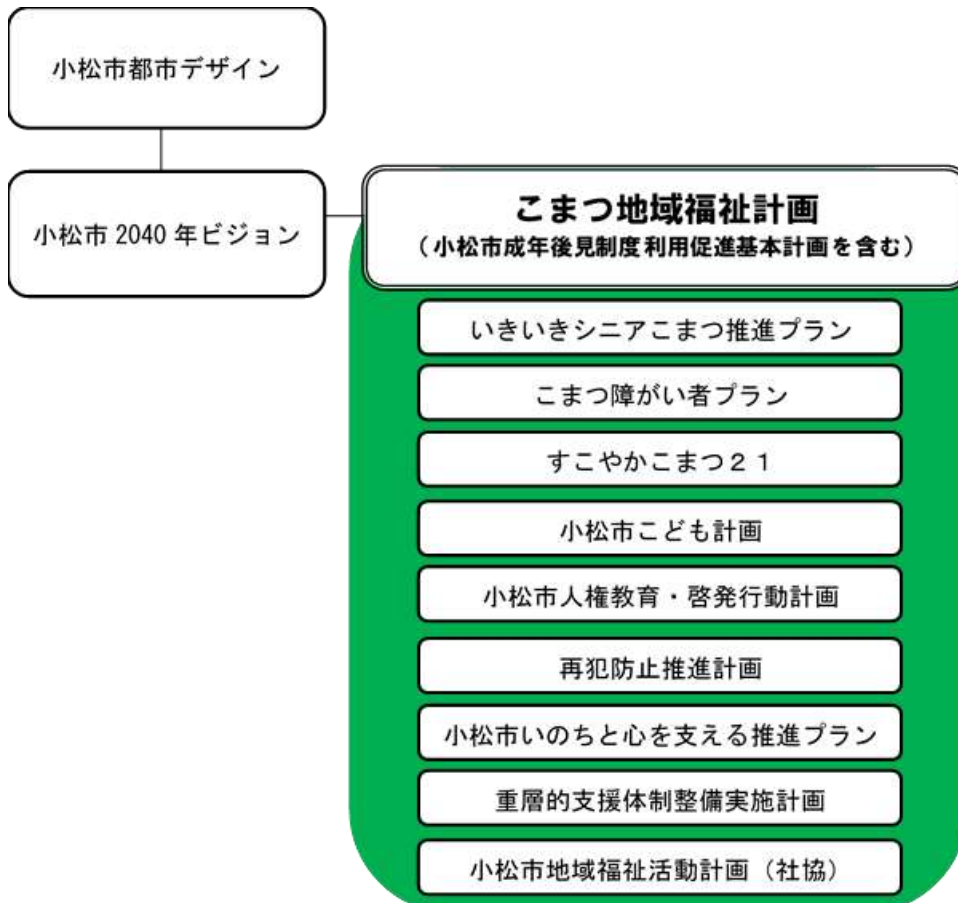 小松市都市デザイン
小松市 2040 年ビジョン
こまつ地域福祉計画
（小松市成年後見制度利用促進基本計画を含む）
いきいきシニアこまつ推進プラン
こまつ障がい者プラン
すこやかこまつ２１
小松市こども計画
小松市人権教育・啓発行動計画
再犯防止推進計画
小松市いのちと心を支える推進プラン
重層的支援体制整備実施計画
小松市地域福祉活動計画（社協）